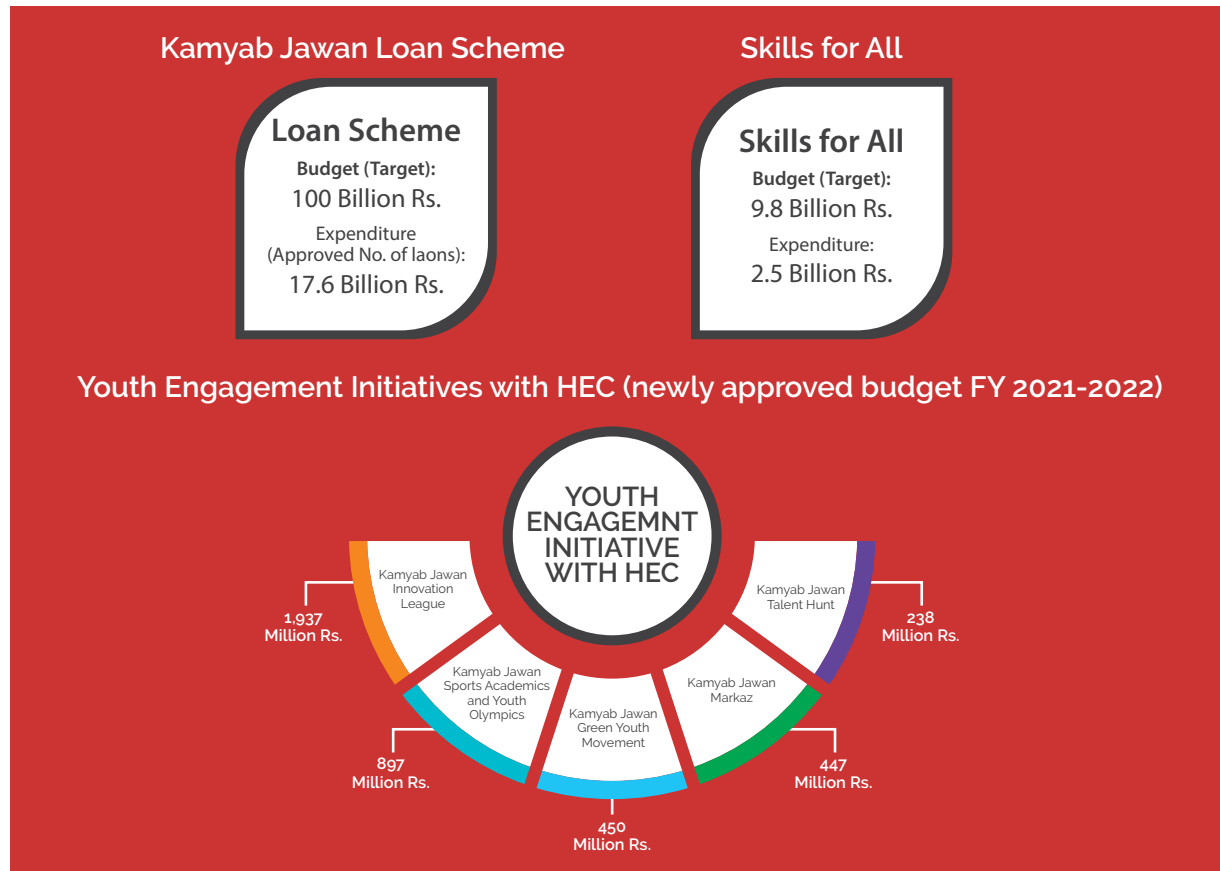 Kamyab Jawan Loan Scheme
Skills for All
Loan Scheme
Budget (Target):
100 Billion Rs.
Expenditure
(Approved No. of laons):
17.6 Billion Rs.
Skills for All
Budget (Target):
9.8 Billion Rs.
Expenditure:
2.5 Billion Rs.
Youth Engagement Initiatives with HEC (newly approved budget FY 2021-2022)
YOUTH
ENGAGEMNT
INITIATIVE
WITH HEC
Kamyab Jawan
Innovation
League
1,937
Million Rs.
Kamyab Jawan
Sports Academics
and Youth
Olympics
897
Million Rs.
Kamyab Jawan
Green Youth
Movement
450
Million Rs.
Kamyab Jawan
Markaz
447
Million Rs.
Kamyab Jawan
Talent Hunt
238
Million Rs.